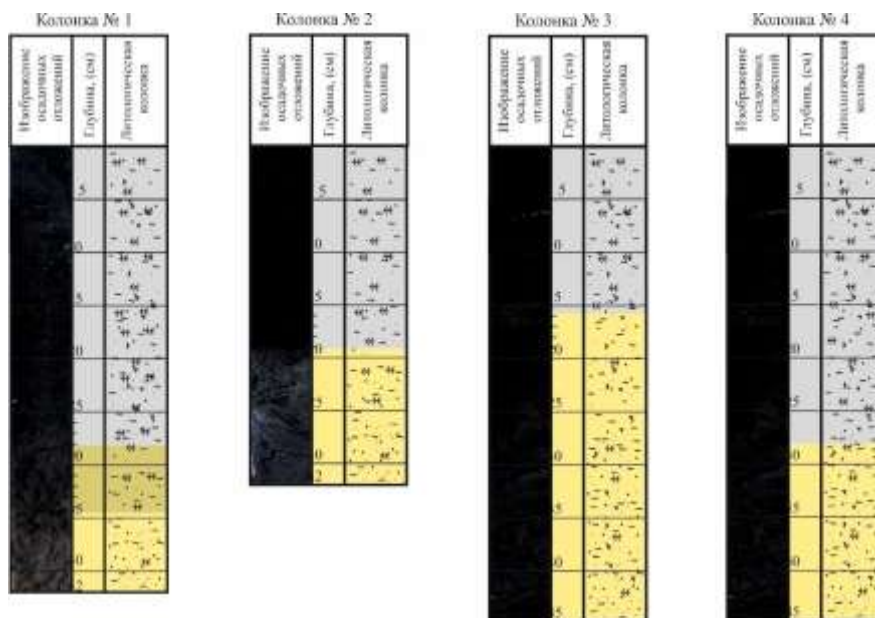 Колонка № 1
Колонка № 2
Колонка № 3
Колонка № 4
Изображение
осадочных
отложений
Глубина, (см)
Литологическая
колонка
Изображение
осадочных
отложений
Глубина, (см)
Литологическая
колонка
Изображение
осадочных
отложений
Глубина, (см)
Литологическая
колонка
Изображение
осадочных
отложений
Глубина, (см)
Литологическая
колонка
5
0
5
0
5
0
5
0
2
5
0
5
0
5
0
2
5
0
5
0
5
0
5
0
5
5
0
5
0
5
0
5
0
5